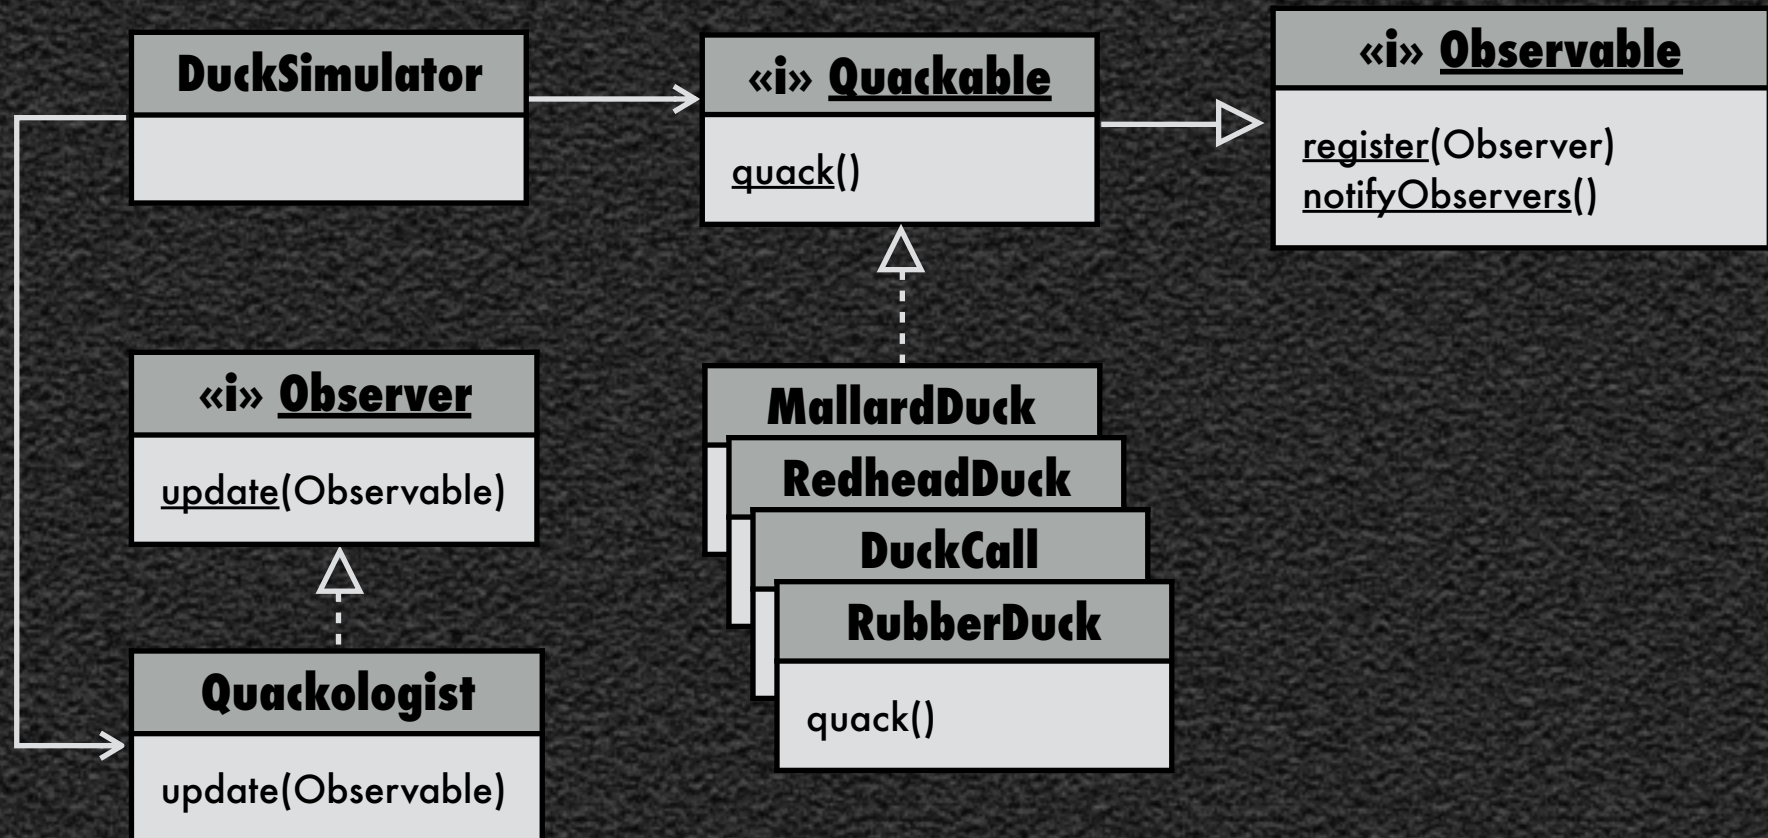 DuckSimulator
«i» Quackable
quack()
«i» Observable
register(Observer)
notifyObservers()
«i» Observer
update(Observable)
MallardDuck
RedheadDuck
DuckCall
RubberDuck
quack()
Quackologist
update(Observable)